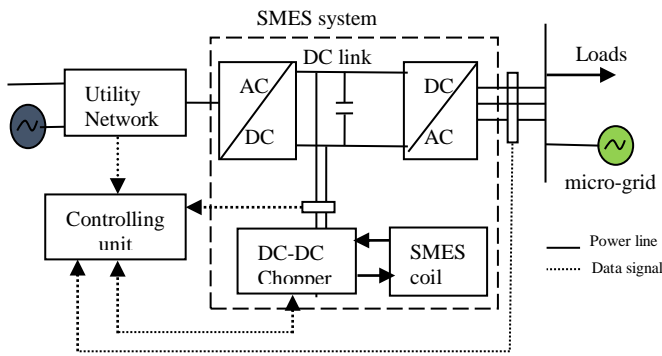 SMES system
DC link
Loads
AC
DC
DC
AC
Utility
Network
micro-grid
Controlling
unit
DC-DC
Chopper
SMES
coil
Power line
Data signal